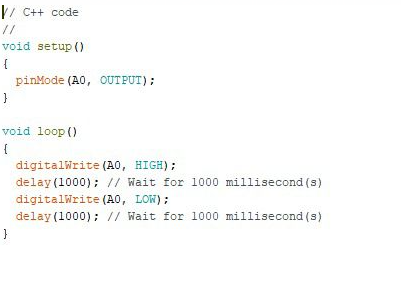 // C++ code
//
void setup()
{
  pinMode(A0, OUTPUT);
}

void loop()
{
  digitalWrite(A0, HIGH);
  delay(1000); // Wait for 1000 millisecond(s)
  digitalWrite(A0, LOW);
  delay(1000); // Wait for 1000 millisecond(s)
}